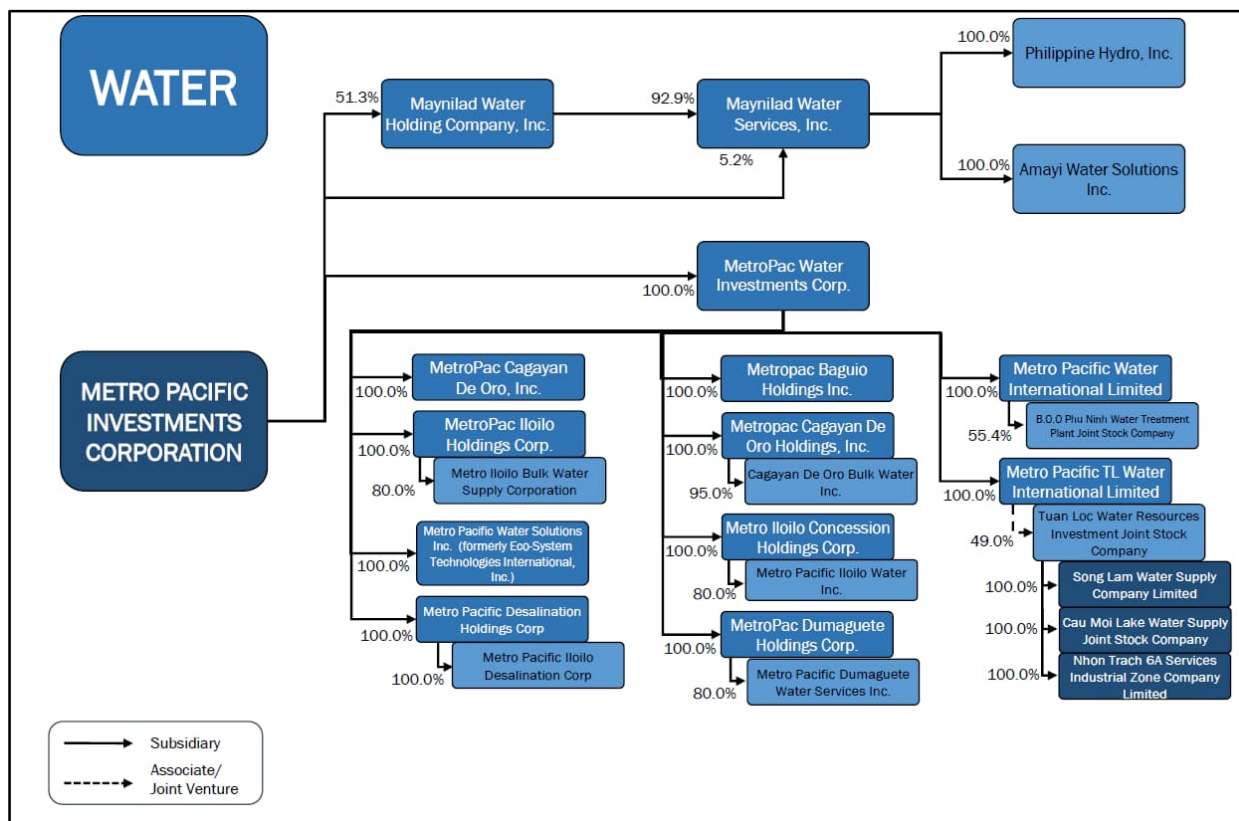 WATER
51.3%
Maynilad Water
Holding Company, Inc.
92.9%
Maynilad Water
Services, Inc.
5.2%
100.0%
Philippine Hydro, Inc.
100.0%
Amayi Water Solutions
Inc.
METRO PACIFIC
INVESTMENTS
CORPORATION
100.0%
MetroPac Water
Investments Corp.
100.0%
MetroPac Cagayan
De Oro, Inc.
100.0%
MetroPac Iloilo
Holdings Corp.
80.0%
Metro Iloilo Bulk Water
Supply Corporation
100.0%
Metro Pacific Water Solutions
Inc. (formerly Eco-System
Technologies International,
Inc.)
100.0%
Metro Pacific Desalination
Holdings Corp
100.0%
Metro Pacific Iloilo
Desalination Corp
100.0%
Metropac Baguio
Holdings Inc.
100.0%
Metropac Cagayan De
Oro Holdings, Inc.
95.0%
Cagayan De Oro Bulk Water
Inc.
100.0%
Metro Iloilo Concession
Holdings Corp.
80.0%
Metro Pacific Iloilo Water
Inc.
100.0%
MetroPac Dumaguete
Holdings Corp.
80.0%
Metro Pacific Dumaguete
Water Services Inc.
100.0%
Metro Pacific Water
International Limited
55.4%
B.O.O Phu Ninh Water Treatment
Plant Joint Stock Company
100.0%
Metro Pacific TL Water
International Limited
49.0%
Tuan Loc Water Resources
Investment Joint Stock
Company
100.0%
Song Lam Water Supply
Company Limited
100.0%
Cau Moi Lake Water Supply
Joint Stock Company
100.0%
Nhon Trach 6A Services
Industrial Zone Company
Limited
Subsidiary
Associate/
Joint Venture